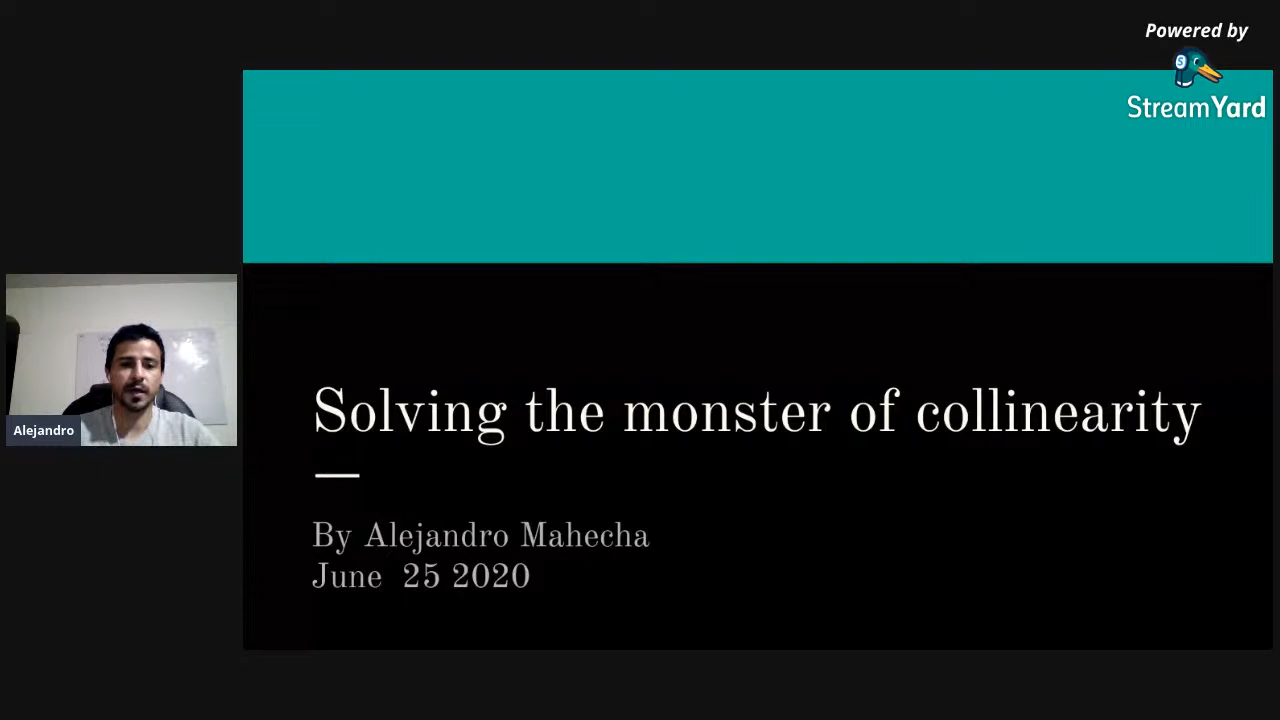 Powered by
StreamYard
Solving the monster of collinearity
By Alejandro Mahecha
June 25 2020
Alejandro